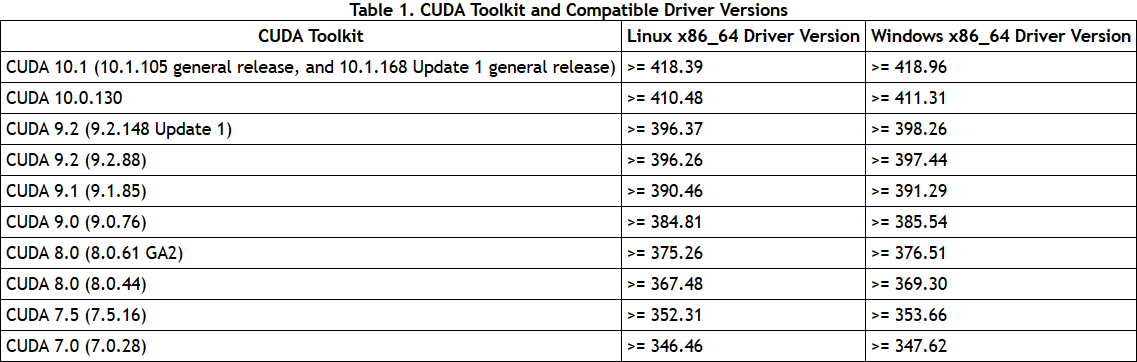 Table 1. CUDA Toolkit and Compatible Driver Versions
CUDA Toolkit Linux x86_64 Driver Version Windows x86_64 Driver Version
CUDA 10.1 (10.1.105 general release, and 10.1.168 Update 1 general release) >= 418.39 >= 418.96
CUDA 10.0.130 >= 410.48 >= 411.31
CUDA 9.2 (9.2.148 Update 1) >= 396.37 >= 398.26
CUDA 9.2 (9.2.88) >= 396.26 >= 397.44
CUDA 9.1 (9.1.85) >= 390.46 >= 391.29
CUDA 9.0 (9.0.76) >= 384.81 >= 385.54
CUDA 8.0 (8.0.61 GA2) >= 375.26 >= 376.51
CUDA 8.0 (8.0.44) >= 367.48 >= 369.30
CUDA 7.5 (7.5.16) >= 352.31 >= 353.66
CUDA 7.0 (7.0.28) >= 346.46 >= 347.62